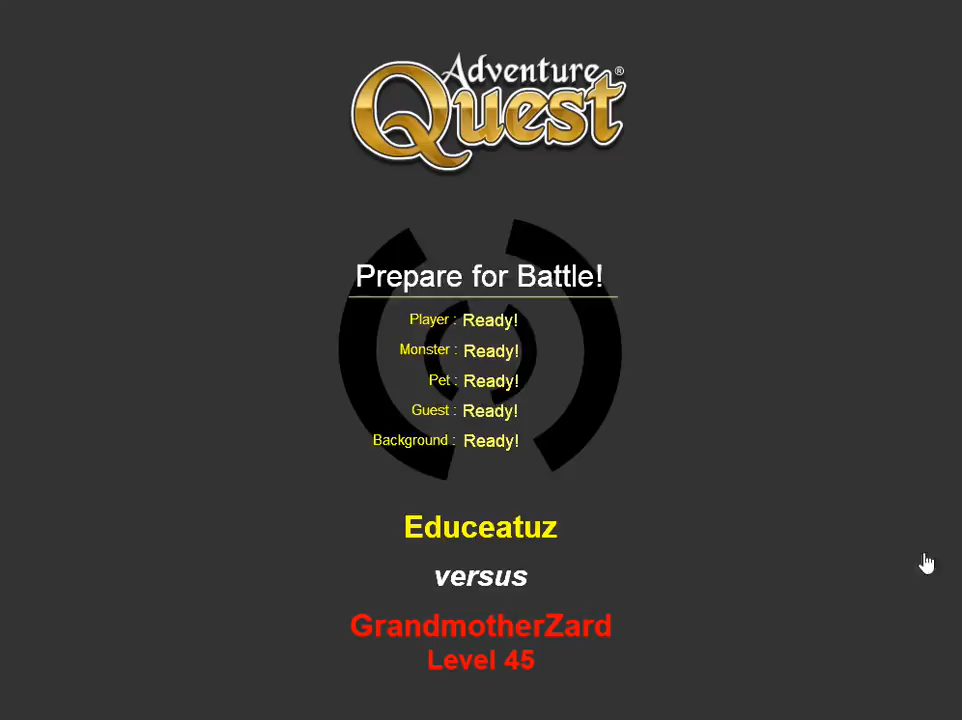 Adventure
Quest®
Prepare for Battle!
Player : Ready!
Monster : Ready!
Pet : Ready!
Guest : Ready!
Background : Ready!
Educeatuz
versus
GrandmotherZard
Level 45